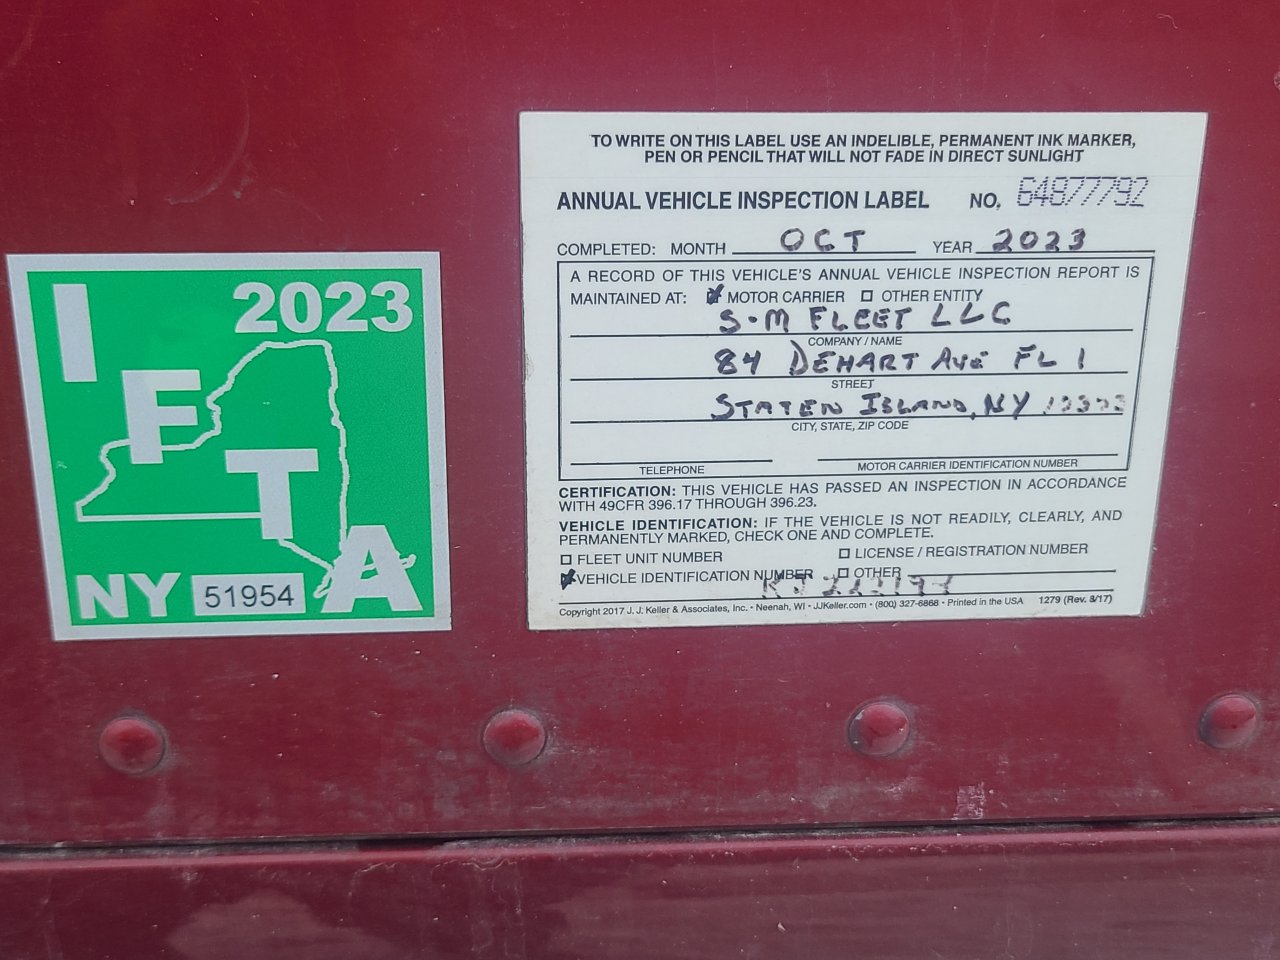 I
2023
F
T
A
NY 51954
TO WRITE ON THIS LABEL USE AN INDELIBLE, PERMANENT INK MARKER,
PEN OR PENCIL THAT WILL NOT FADE IN DIRECT SUNLIGHT
ANNUAL VEHICLE INSPECTION LABEL NO. 64877792
COMPLETED: MONTH OCT YEAR 2023
A RECORD OF THIS VEHICLE'S ANNUAL VEHICLE INSPECTION REPORT IS
MAINTAINED AT: MOTOR CARRIER OTHER ENTITY
S·M FLEET LLC
COMPANY / NAME
84 DEHART AVE FL 1
STREET
STATEN ISLAND, NY
CITY, STATE, ZIP CODE
TELEPHONE MOTOR CARRIER IDENTIFICATION NUMBER
CERTIFICATION: THIS VEHICLE HAS PASSED AN INSPECTION IN ACCORDANCE
WITH 49CFR 396.17 THROUGH 396.23.
VEHICLE IDENTIFICATION: IF THE VEHICLE IS NOT READILY, CLEARLY, AND
PERMANENTLY MARKED, CHECK ONE AND COMPLETE.
FLEET UNIT NUMBER LICENSE / REGISTRATION NUMBER
VEHICLE IDENTIFICATION NUMBER OTHER
Copyright 2017 J. J. Keller & Associates, Inc. • Neenah, WI • JJKeller.com • (800) 327-6868 • Printed in the USA 1279 (Rev. 8/17)